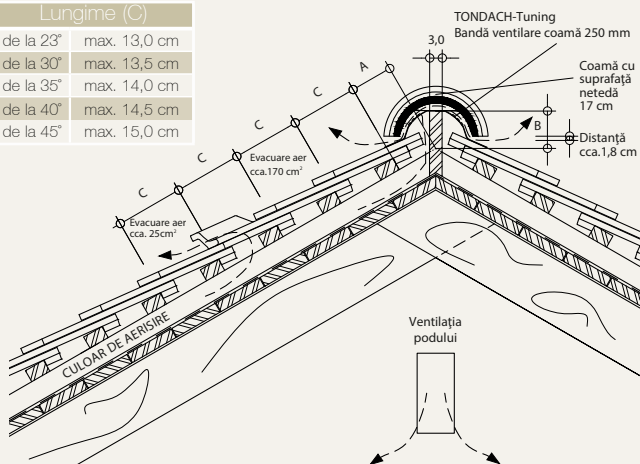 Lungime (C)
de la 23° max. 13,0 cm
de la 30° max. 13,5 cm
de la 35° max. 14,0 cm
de la 40° max. 14,5 cm
de la 45° max. 15,0 cm
TONDACH-Tuning
Bandă ventilare coamă 250 mm
3,0
Coamă cu
suprafață
netedă
17 cm
A
B
C
C
C
C
Distanță
cca.1,8 cm
Evacuare aer
cca.170 cm²
Evacuare aer
cca. 25cm²
CULOAR DE AERISIRE
Ventilația
podului